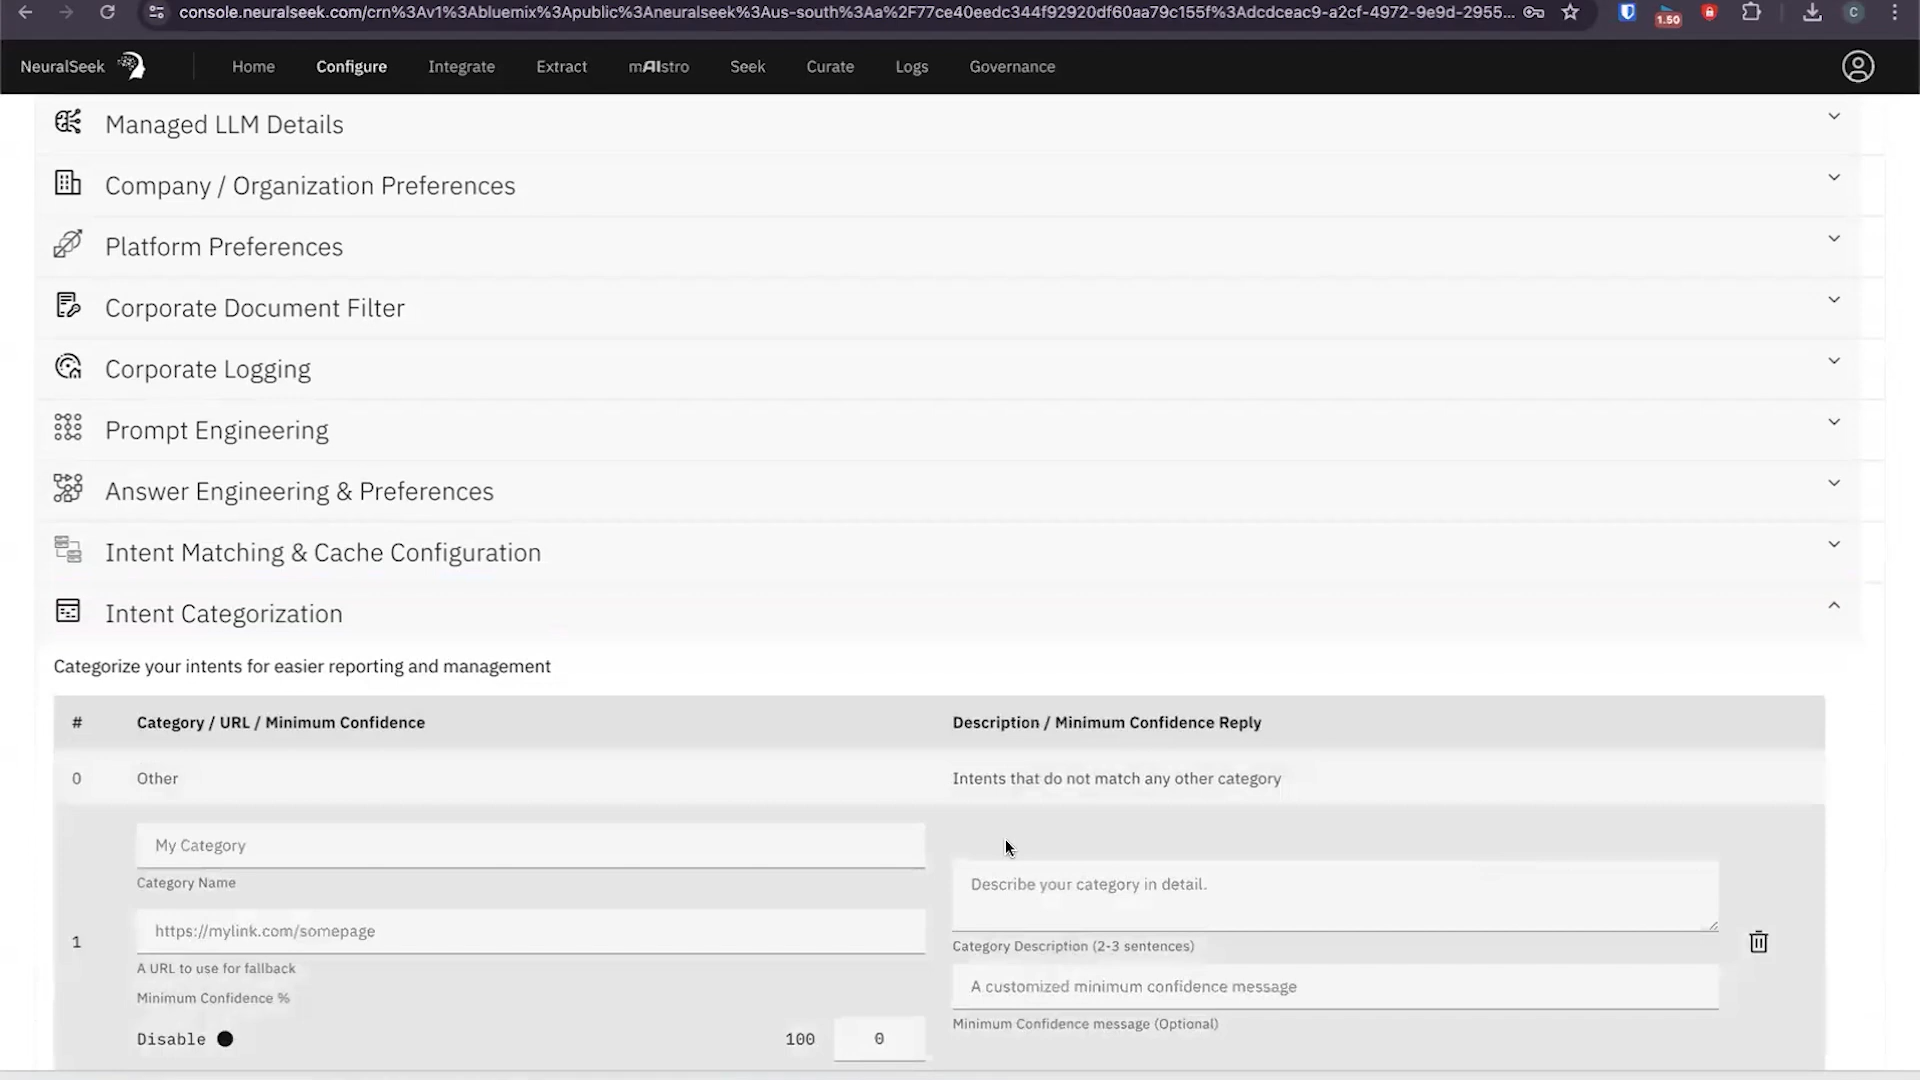 console.neuralseek.com/crn%3Av1%3Abluemix%3Apublic%3Aneuralseek%3Aus-south%3Aa%2F77ce40eedc344f92920df60aa79c155f%3Adcdceac9-a2cf-4972-9e9d-2955...
1.50
C
NeuralSeek
Home
Configure
Integrate
Extract
mAIstro
Seek
Curate
Logs
Governance
Managed LLM Details
Company / Organization Preferences
Platform Preferences
Corporate Document Filter
Corporate Logging
Prompt Engineering
Answer Engineering & Preferences
Intent Matching & Cache Configuration
Intent Categorization
Categorize your intents for easier reporting and management
# Category / URL / Minimum Confidence Description / Minimum Confidence Reply
0 Other Intents that do not match any other category
My Category
Category Name
Describe your category in detail.
https://mylink.com/somepage
1
Category Description (2-3 sentences)
A URL to use for fallback
A customized minimum confidence message
Minimum Confidence %
Minimum Confidence message (Optional)
Disable 100 0